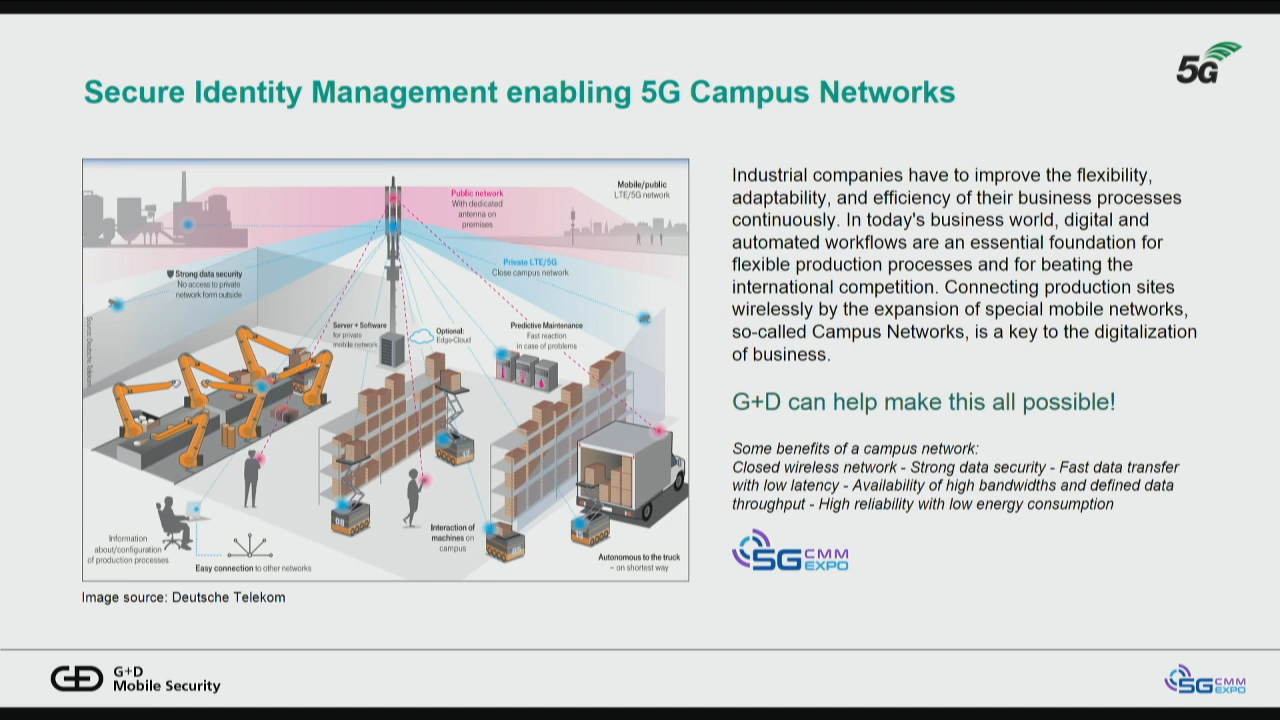 5G
Secure Identity Management enabling 5G Campus Networks
Public network
With dedicated
antenna on
premises
Mobile/public
LTE/5G network
Strong data security
No access to private
network form outside
Private LTE/5G
Close campus network
Server + Software
for private
mobile network
Optional:
Edge-Cloud
Predictive Maintenance
Fast reaction
in case of problems
Source: Deutsche Telekom
Information
about/configuration
of production processes
Easy connection to other networks
Interaction of
machines on
campus
Autonomous to the truck
– on shortest way
Image source: Deutsche Telekom
Industrial companies have to improve the flexibility,
adaptability, and efficiency of their business processes
continuously. In today's business world, digital and
automated workflows are an essential foundation for
flexible production processes and for beating the
international competition. Connecting production sites
wirelessly by the expansion of special mobile networks,
so-called Campus Networks, is a key to the digitalization
of business.
G+D can help make this all possible!
Some benefits of a campus network:
Closed wireless network - Strong data security - Fast data transfer
with low latency - Availability of high bandwidths and defined data
throughput - High reliability with low energy consumption
5G CMM
EXPO
G+D
Mobile Security
5G CMM
EXPO